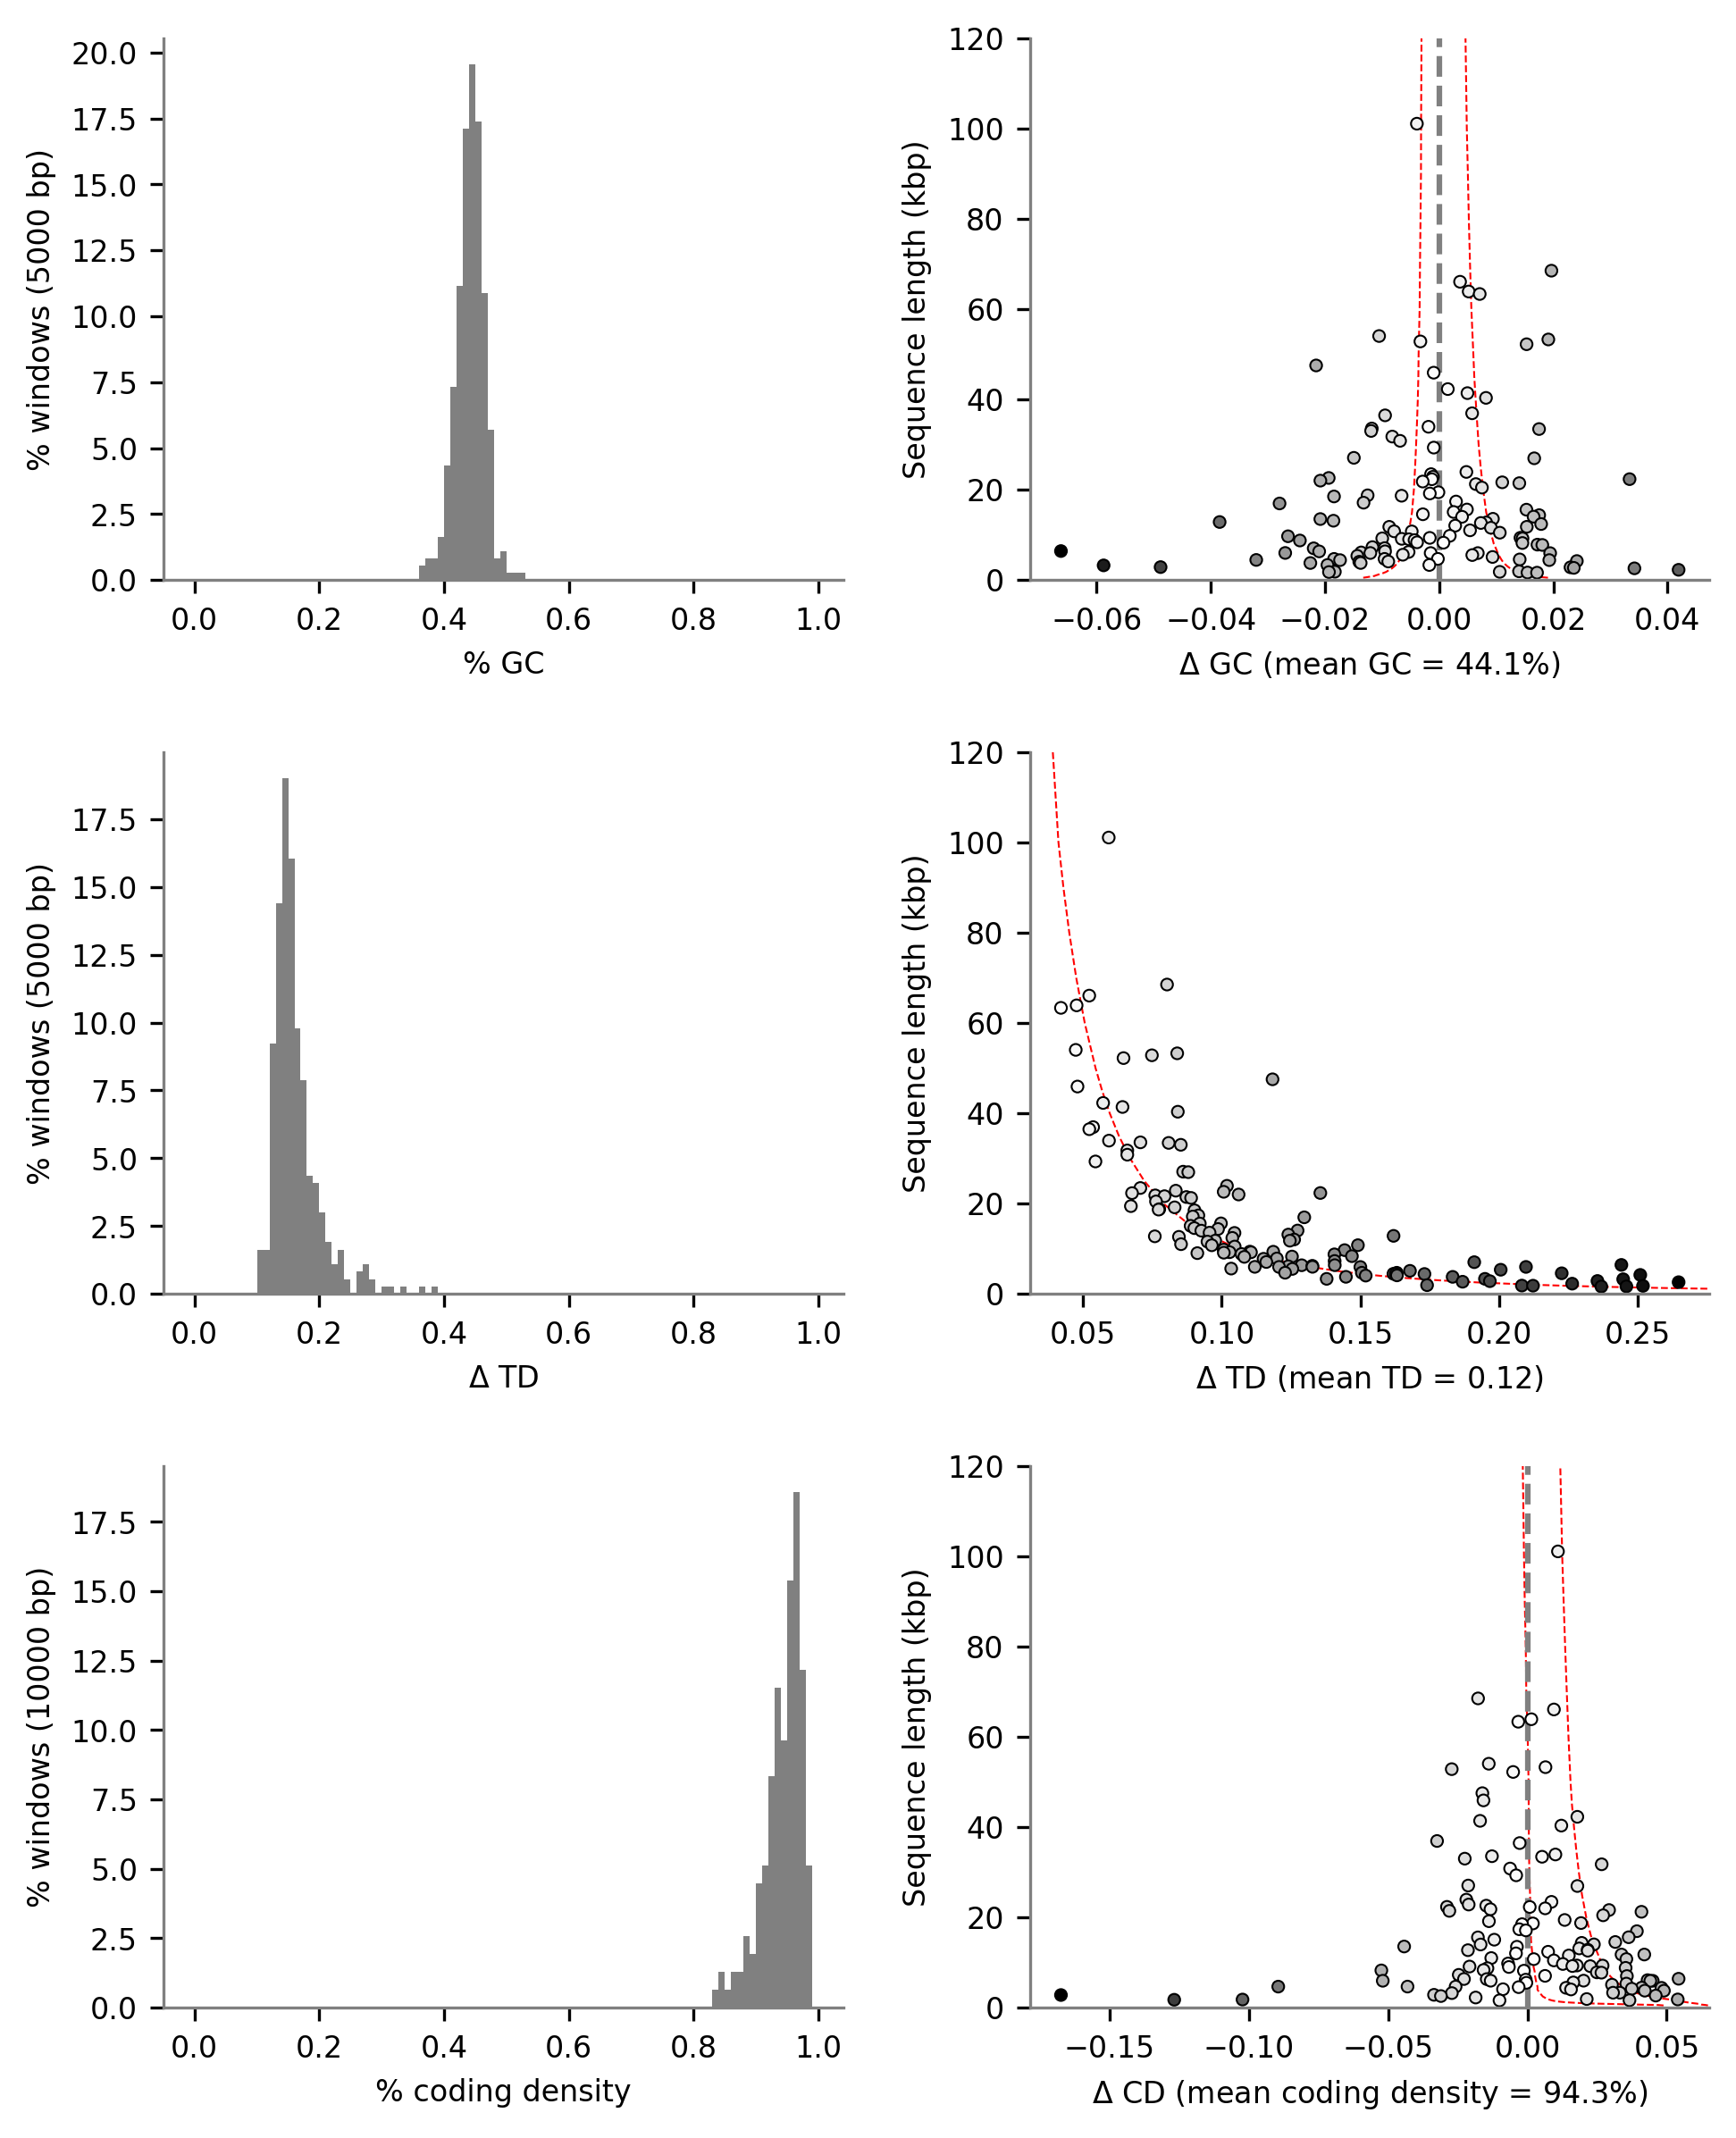 20.0
17.5
15.0
12.5
10.0
7.5
5.0
2.5
0.0
% windows (5000 bp)
0.0 0.2 0.4 0.6 0.8 1.0
% GC
120
100
80
60
40
20
0
Sequence length (kbp)
−0.06 −0.04 −0.02 0.00 0.02 0.04
Δ GC (mean GC = 44.1%)
17.5
15.0
12.5
10.0
7.5
5.0
2.5
0.0
% windows (5000 bp)
0.0 0.2 0.4 0.6 0.8 1.0
Δ TD
120
100
80
60
40
20
0
Sequence length (kbp)
0.05 0.10 0.15 0.20 0.25
Δ TD (mean TD = 0.12)
17.5
15.0
12.5
10.0
7.5
5.0
2.5
0.0
% windows (10000 bp)
0.0 0.2 0.4 0.6 0.8 1.0
% coding density
120
100
80
60
40
20
0
Sequence length (kbp)
−0.15 −0.10 −0.05 0.00 0.05
Δ CD (mean coding density = 94.3%)